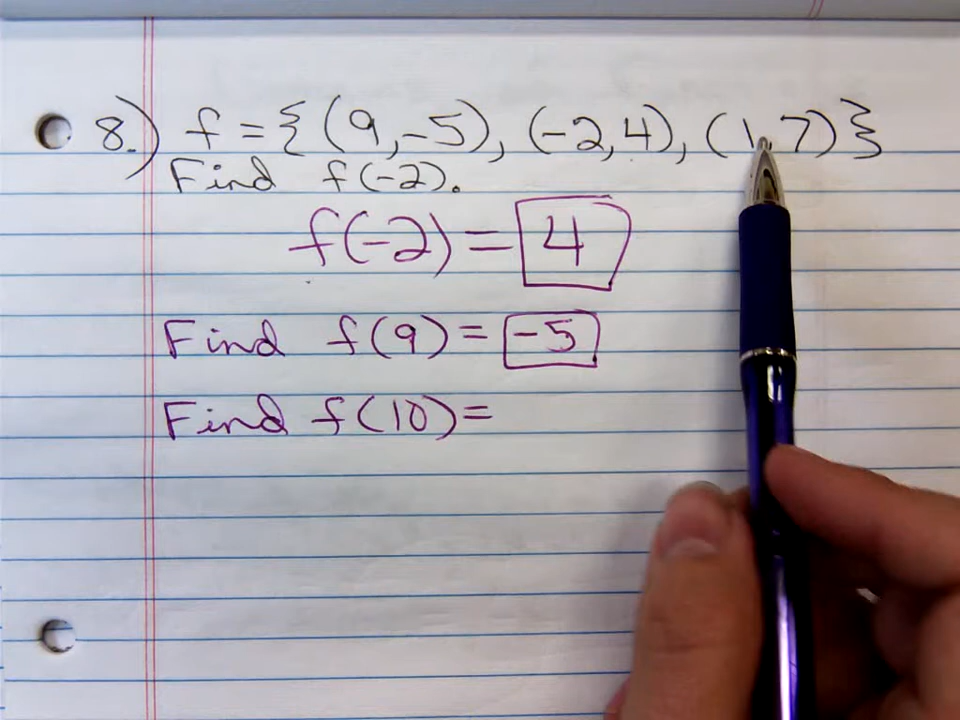 8.) f = {(9,-5), (-2,4), (1,7)}
Find f(-2).
f(-2) = 4
Find f(9) = -5
Find f(10) =